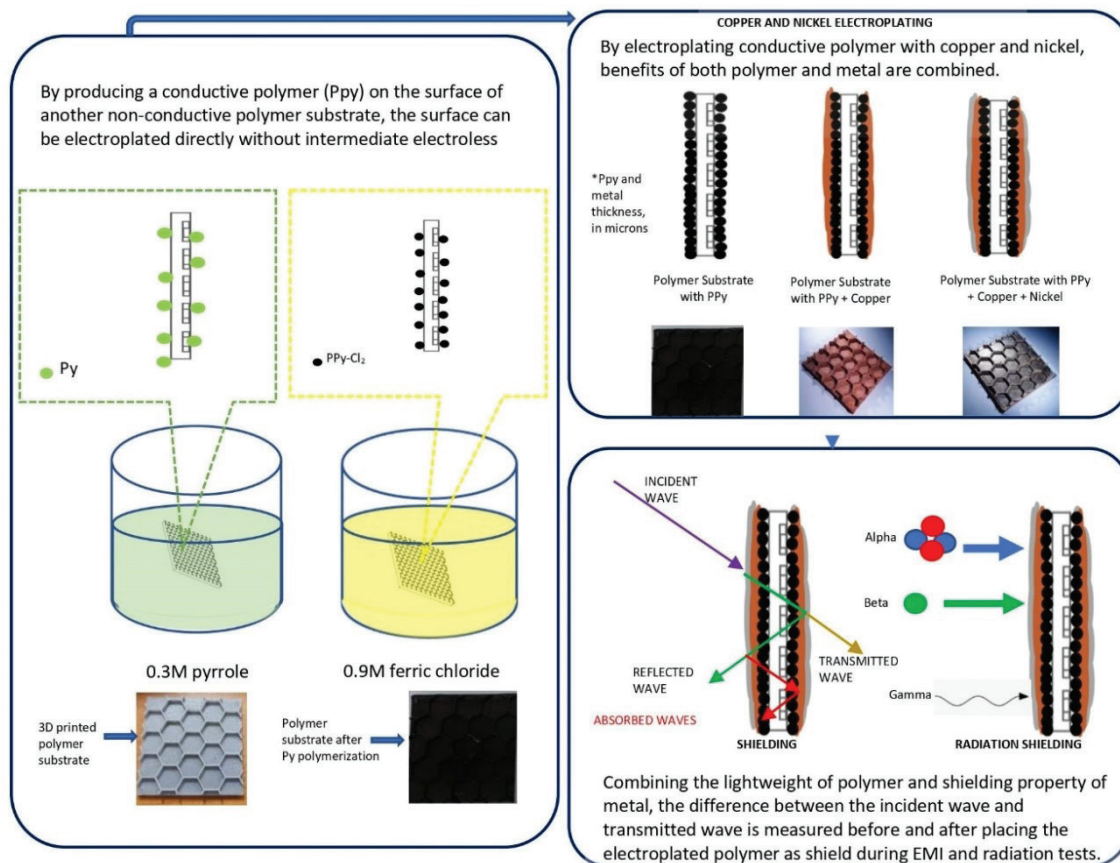 By producing a conductive polymer (Ppy) on the surface of
another non-conductive polymer substrate, the surface can
be electroplated directly without intermediate electroless
Py
PPy-Cl₂
0.3M pyrrole
0.9M ferric chloride
3D printed
polymer
substrate
Polymer
substrate after
Py polymerization
COPPER AND NICKEL ELECTROPLATING
By electroplating conductive polymer with copper and nickel,
benefits of both polymer and metal are combined.
*Ppy and
metal
thickness,
in microns
Polymer Substrate
with PPy
Polymer Substrate
with PPy + Copper
Polymer Substrate with PPy
+ Copper + Nickel
INCIDENT
WAVE
REFLECTED
WAVE
TRANSMITTED
WAVE
ABSORBED WAVES
SHIELDING
Alpha
Beta
Gamma
RADIATION SHIELDING
Combining the lightweight of polymer and shielding property of
metal, the difference between the incident wave and
transmitted wave is measured before and after placing the
electroplated polymer as shield during EMI and radiation tests.